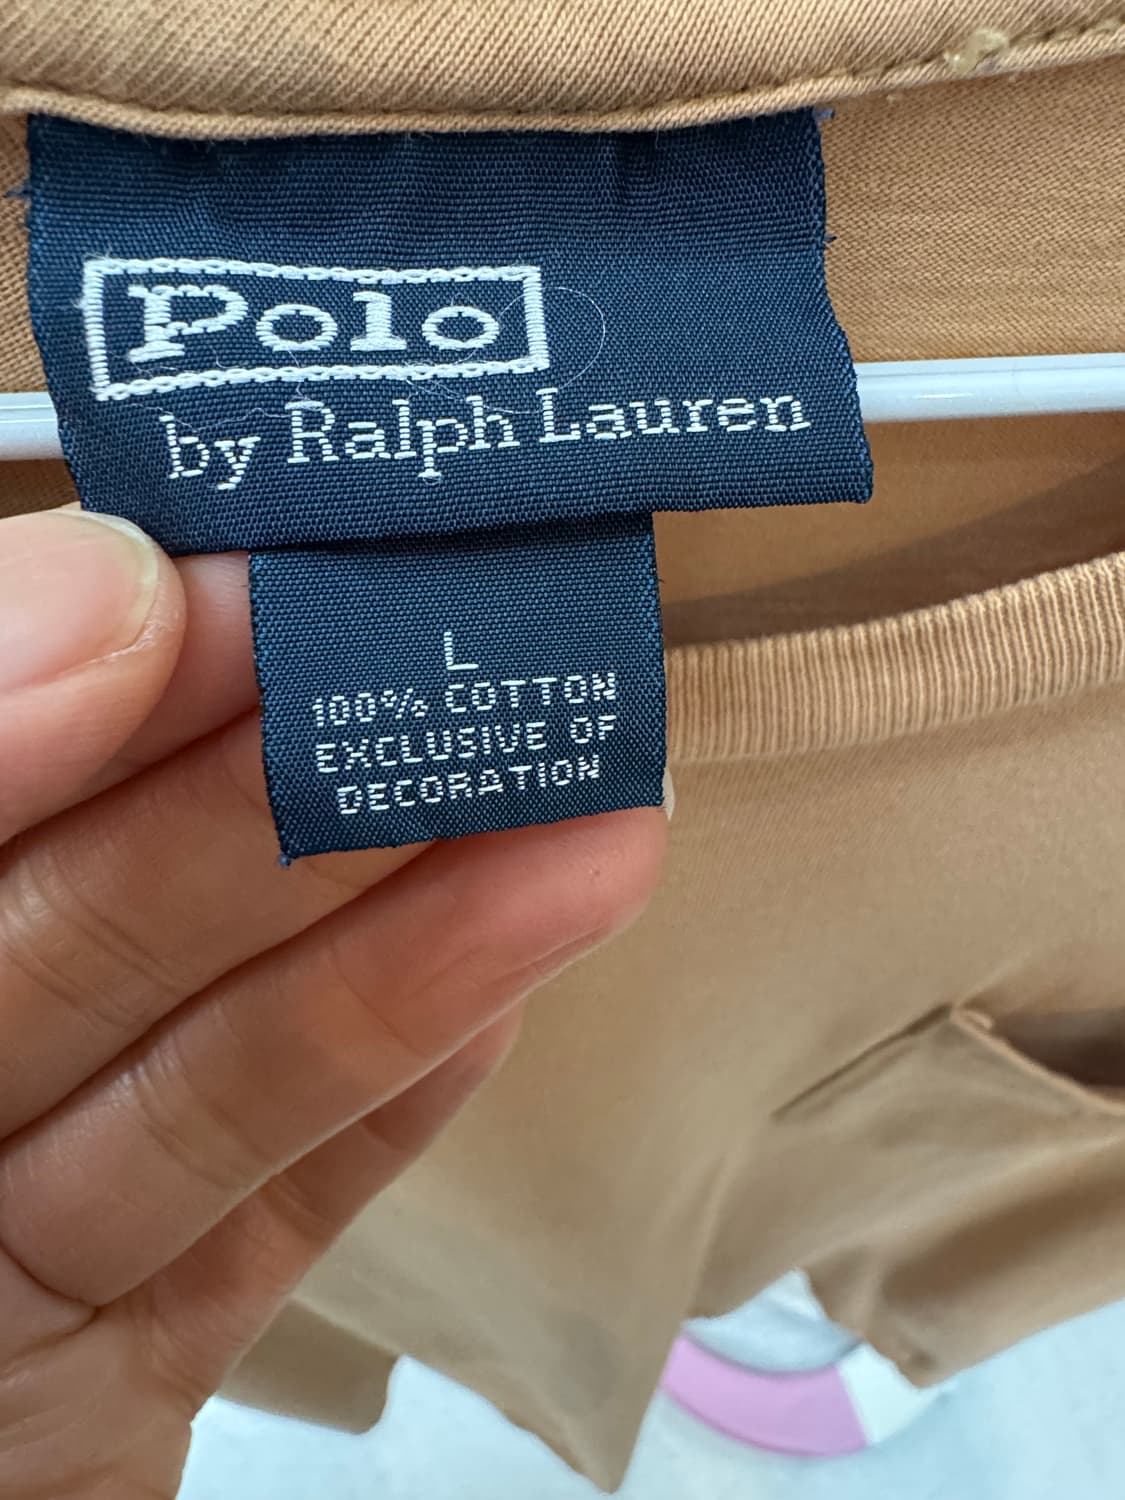 Polo
by Ralph Lauren
L
100% COTTON
EXCLUSIVE OF
DECORATION